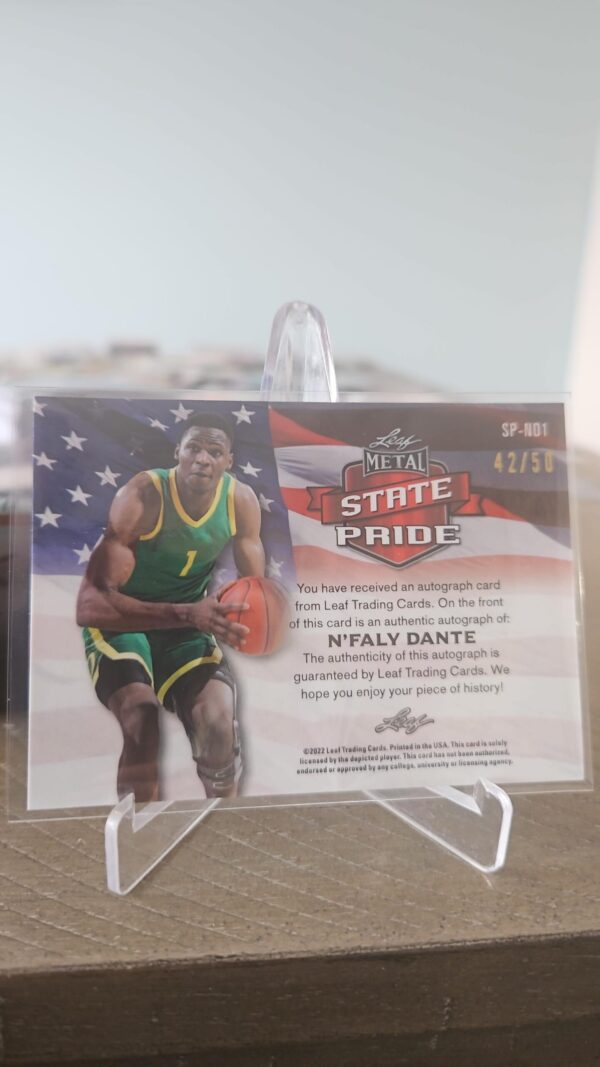 SP-ND1
42/50
Leaf
METAL
STATE
PRIDE
1
You have received an autograph card
from Leaf Trading Cards. On the front
of this card is an authentic autograph of:
N'FALY DANTE
The authenticity of this autograph is
guaranteed by Leaf Trading Cards. We
hope you enjoy your piece of history!
Leaf
©2022 Leaf Trading Cards. Printed in the USA. This card is solely
licensed by the depicted player. This card has not been authorized,
endorsed or approved by any college, university or licensing agency.